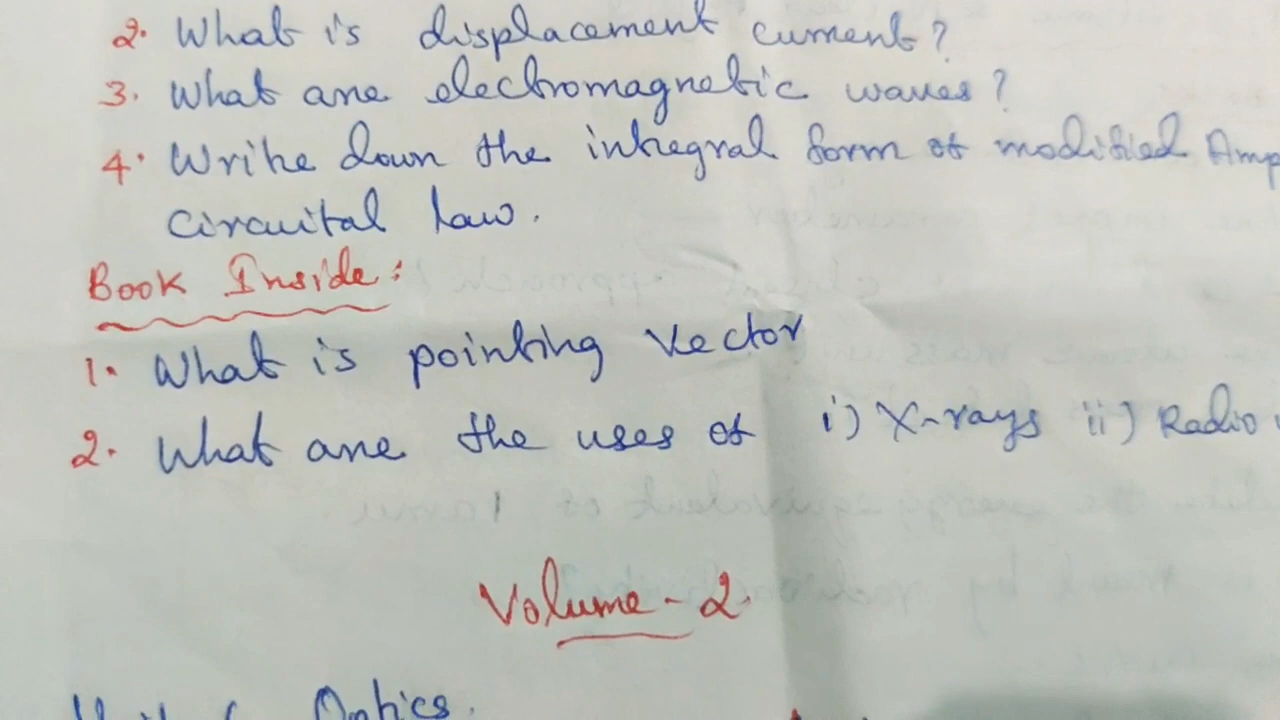 2. What is displacement current?
3. What are electromagnetic waves?
4. Write down the integral form of modified Amp
Circuital law.
Book Inside:
1. What is pointing vector
2. What are the uses of i) X-rays ii) Radio
Volume-2
Optics.